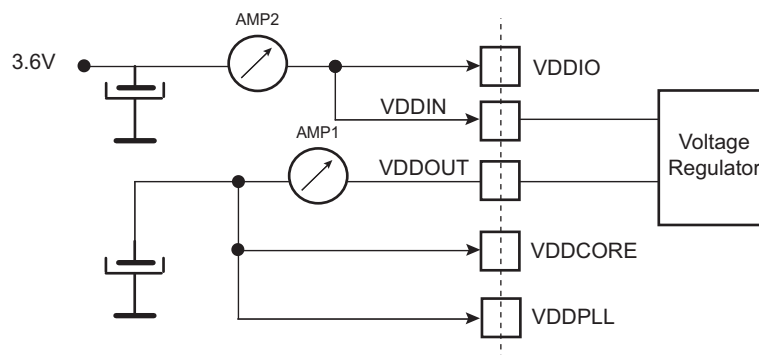 AMP2
3.6V
VDDIO
VDDIN
Voltage
Regulator
AMP1
VDDOUT
VDDCORE
VDDPLL